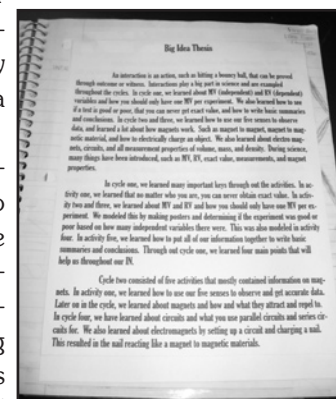 Big Idea Thesis
An interaction is an action, such as hitting a bouncy ball, that can be proved
through outcome or witness. Interactions play a big part in science and are exampled
throughout the cycles. In cycle one, we learned about MV (independent) and RV (dependent)
variables and how you should only have one MV per experiment. We also learned how to see
if a test is good or poor, that you can never get exact value, and how to write basic summaries
and conclusions. In cycle two and three, we learned how to use our five senses to observe
data, and learned a lot about how magnets work. Such as magnet to magnet, magnet to mag-
netic material, and how to electrically charge an object. We also learned about electro mag-
nets, circuits, and all measurement properties of volume, mass, and density. During science,
many things have been introduced, such as MV, RV, exact value, measurements, and magnet
properties.
In cycle one, we learned many important keys through out the activities. In ac-
tivity one, we learned that no matter who you are, you can never obtain exact value. In activ-
ity two and three, we learned about MV and RV and how you should only have one MV per ex-
periment. We modeled this by making posters and determining if the experiment was good or
poor based on how many independent variables there were. This was also modeled in activity
four. In activity five, we learned how to put all of our information together to write basic
summaries and conclusions. Through out cycle one, we learned four main points that will
help us throughout our IN.
Cycle two consisted of five activities that mostly contained information on mag-
nets. In activity one, we learned how to use our five senses to observe and get accurate data.
Later on in the cycle, we learned about magnets and how and what they attract and repel to.
In cycle four, we have learned about circuits and what you use parallel circuits and series cir-
cuits for. We also learned about electromagnets by setting up a circuit and charging a nail.
This resulted in the nail reacting like a magnet to magnetic materials.